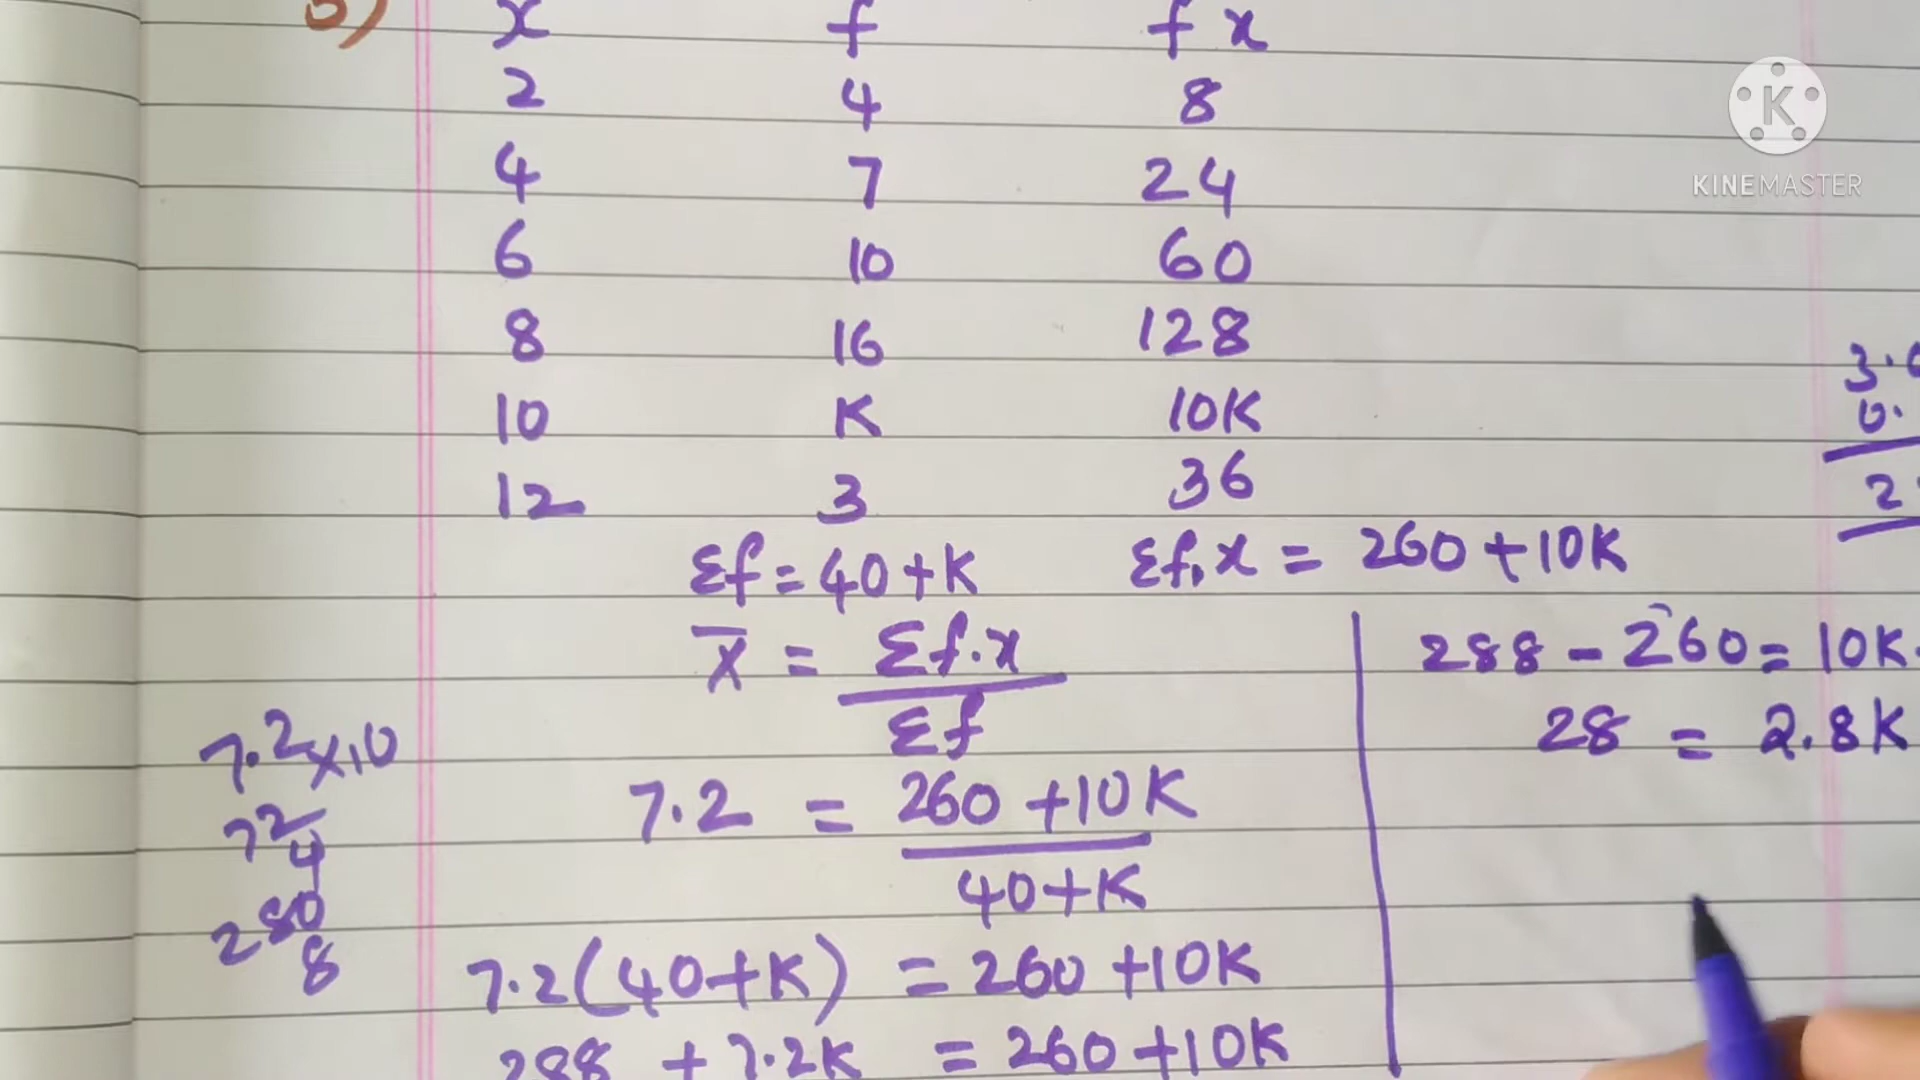 x f f x
2 4 8
4 7 24
6 10 60
8 16 128
10 K 10K
12 3 36
Σf = 40 + K Σf.x = 260 + 10K
X̄ = Σf.x / Σf
7.2 = 260 + 10K / 40 + K
7.2 (40 + K) = 260 + 10K
288 + 7.2K = 260 + 10K
288 - 260 = 10K
28 = 2.8K
7.2 x 10
72
4
280
8
KINEMASTER
K